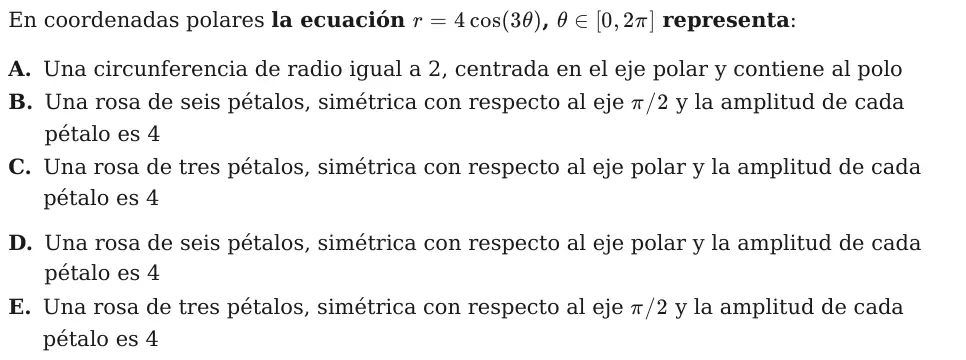 En coordenadas polares la ecuación r = 4 cos(3θ), θ ∈ [0, 2π] representa:
A. Una circunferencia de radio igual a 2, centrada en el eje polar y contiene al polo
B. Una rosa de seis pétalos, simétrica con respecto al eje π/2 y la amplitud de cada
pétalo es 4
C. Una rosa de tres pétalos, simétrica con respecto al eje polar y la amplitud de cada
pétalo es 4
D. Una rosa de seis pétalos, simétrica con respecto al eje polar y la amplitud de cada
pétalo es 4
E. Una rosa de tres pétalos, simétrica con respecto al eje π/2 y la amplitud de cada
pétalo es 4